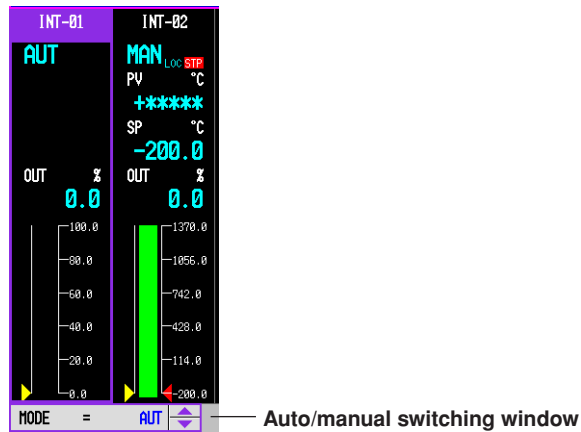 INT-01 INT-02
AUT MAN LOC STP
PV °C
+*****
SP °C
-200.0
OUT % OUT %
0.0 0.0
100.0 1370.0
80.0 1056.0
60.0 742.0
40.0 428.0
20.0 114.0
0.0 -200.0
MODE = AUT
Auto/manual switching window